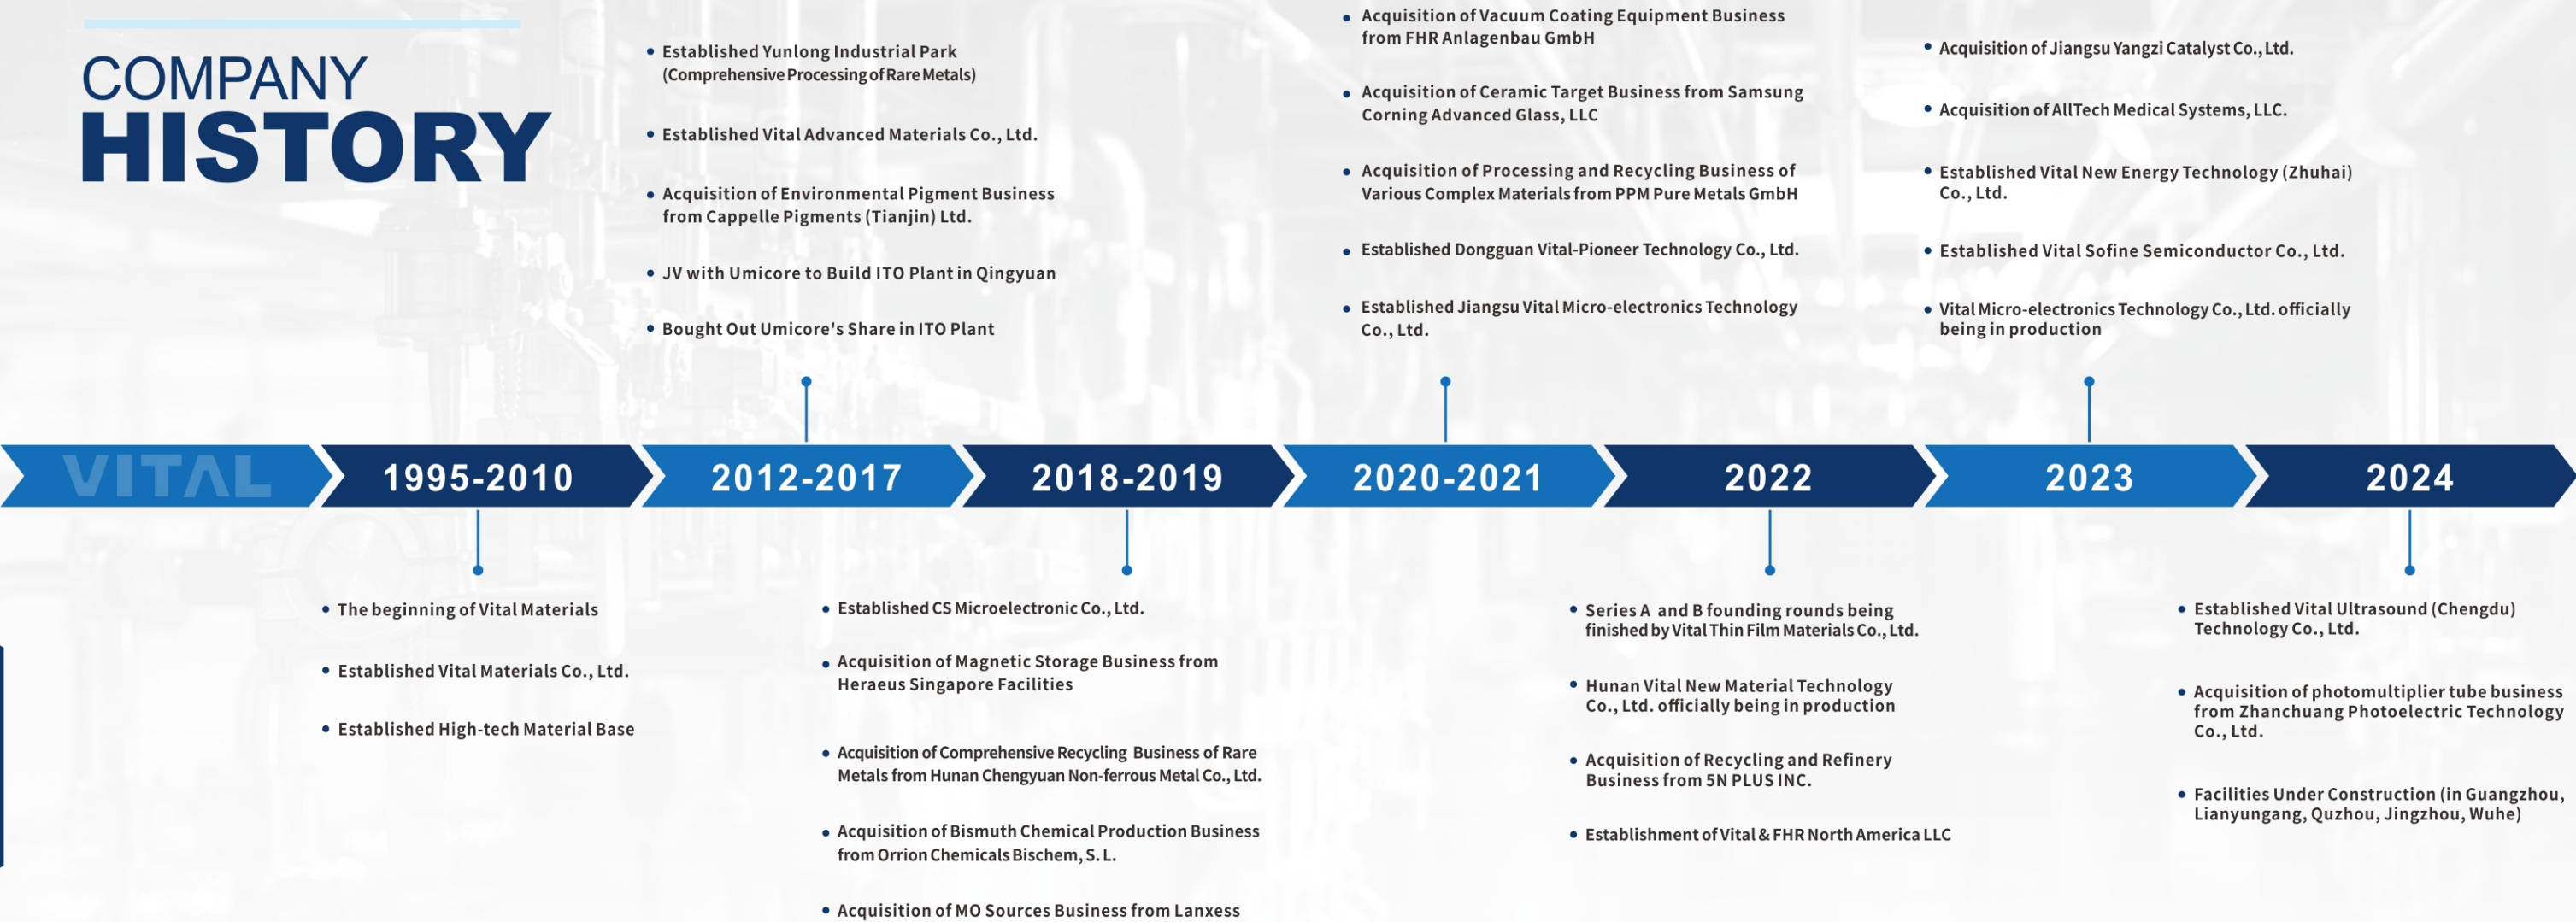 COMPANY
HISTORY
• Established Yunlong Industrial Park
(Comprehensive Processing of Rare Metals)
• Established Vital Advanced Materials Co., Ltd.
• Acquisition of Environmental Pigment Business
from Cappelle Pigments (Tianjin) Ltd.
• JV with Umicore to Build ITO Plant in Qingyuan
• Bought Out Umicore's Share in ITO Plant
• Acquisition of Vacuum Coating Equipment Business
from FHR Anlagenbau GmbH
• Acquisition of Ceramic Target Business from Samsung
Corning Advanced Glass, LLC
• Acquisition of Processing and Recycling Business of
Various Complex Materials from PPM Pure Metals GmbH
• Established Dongguan Vital-Pioneer Technology Co., Ltd.
• Established Jiangsu Vital Micro-electronics Technology
Co., Ltd.
• Acquisition of Jiangsu Yangzi Catalyst Co., Ltd.
• Acquisition of AllTech Medical Systems, LLC.
• Established Vital New Energy Technology (Zhuhai)
Co., Ltd.
• Established Vital Sofine Semiconductor Co., Ltd.
• Vital Micro-electronics Technology Co., Ltd. officially
being in production
VITAL
1995-2010
2012-2017
2018-2019
2020-2021
2022
2023
2024
• The beginning of Vital Materials
• Established Vital Materials Co., Ltd.
• Established High-tech Material Base
• Established CS Microelectronic Co., Ltd.
• Acquisition of Magnetic Storage Business from
Heraeus Singapore Facilities
• Acquisition of Comprehensive Recycling Business of Rare
Metals from Hunan Chengyuan Non-ferrous Metal Co., Ltd.
• Acquisition of Bismuth Chemical Production Business
from Orrion Chemicals Bischem, S. L.
• Acquisition of MO Sources Business from Lanxess
• Series A and B founding rounds being
finished by Vital Thin Film Materials Co., Ltd.
• Hunan Vital New Material Technology
Co., Ltd. officially being in production
• Acquisition of Recycling and Refinery
Business from 5N PLUS INC.
• Establishment of Vital & FHR North America LLC
• Established Vital Ultrasound (Chengdu)
Technology Co., Ltd.
• Acquisition of photomultiplier tube business
from Zhanchuang Photoelectric Technology
Co., Ltd.
• Facilities Under Construction (in Guangzhou,
Lianyungang, Quzhou, Jingzhou, Wuhe)